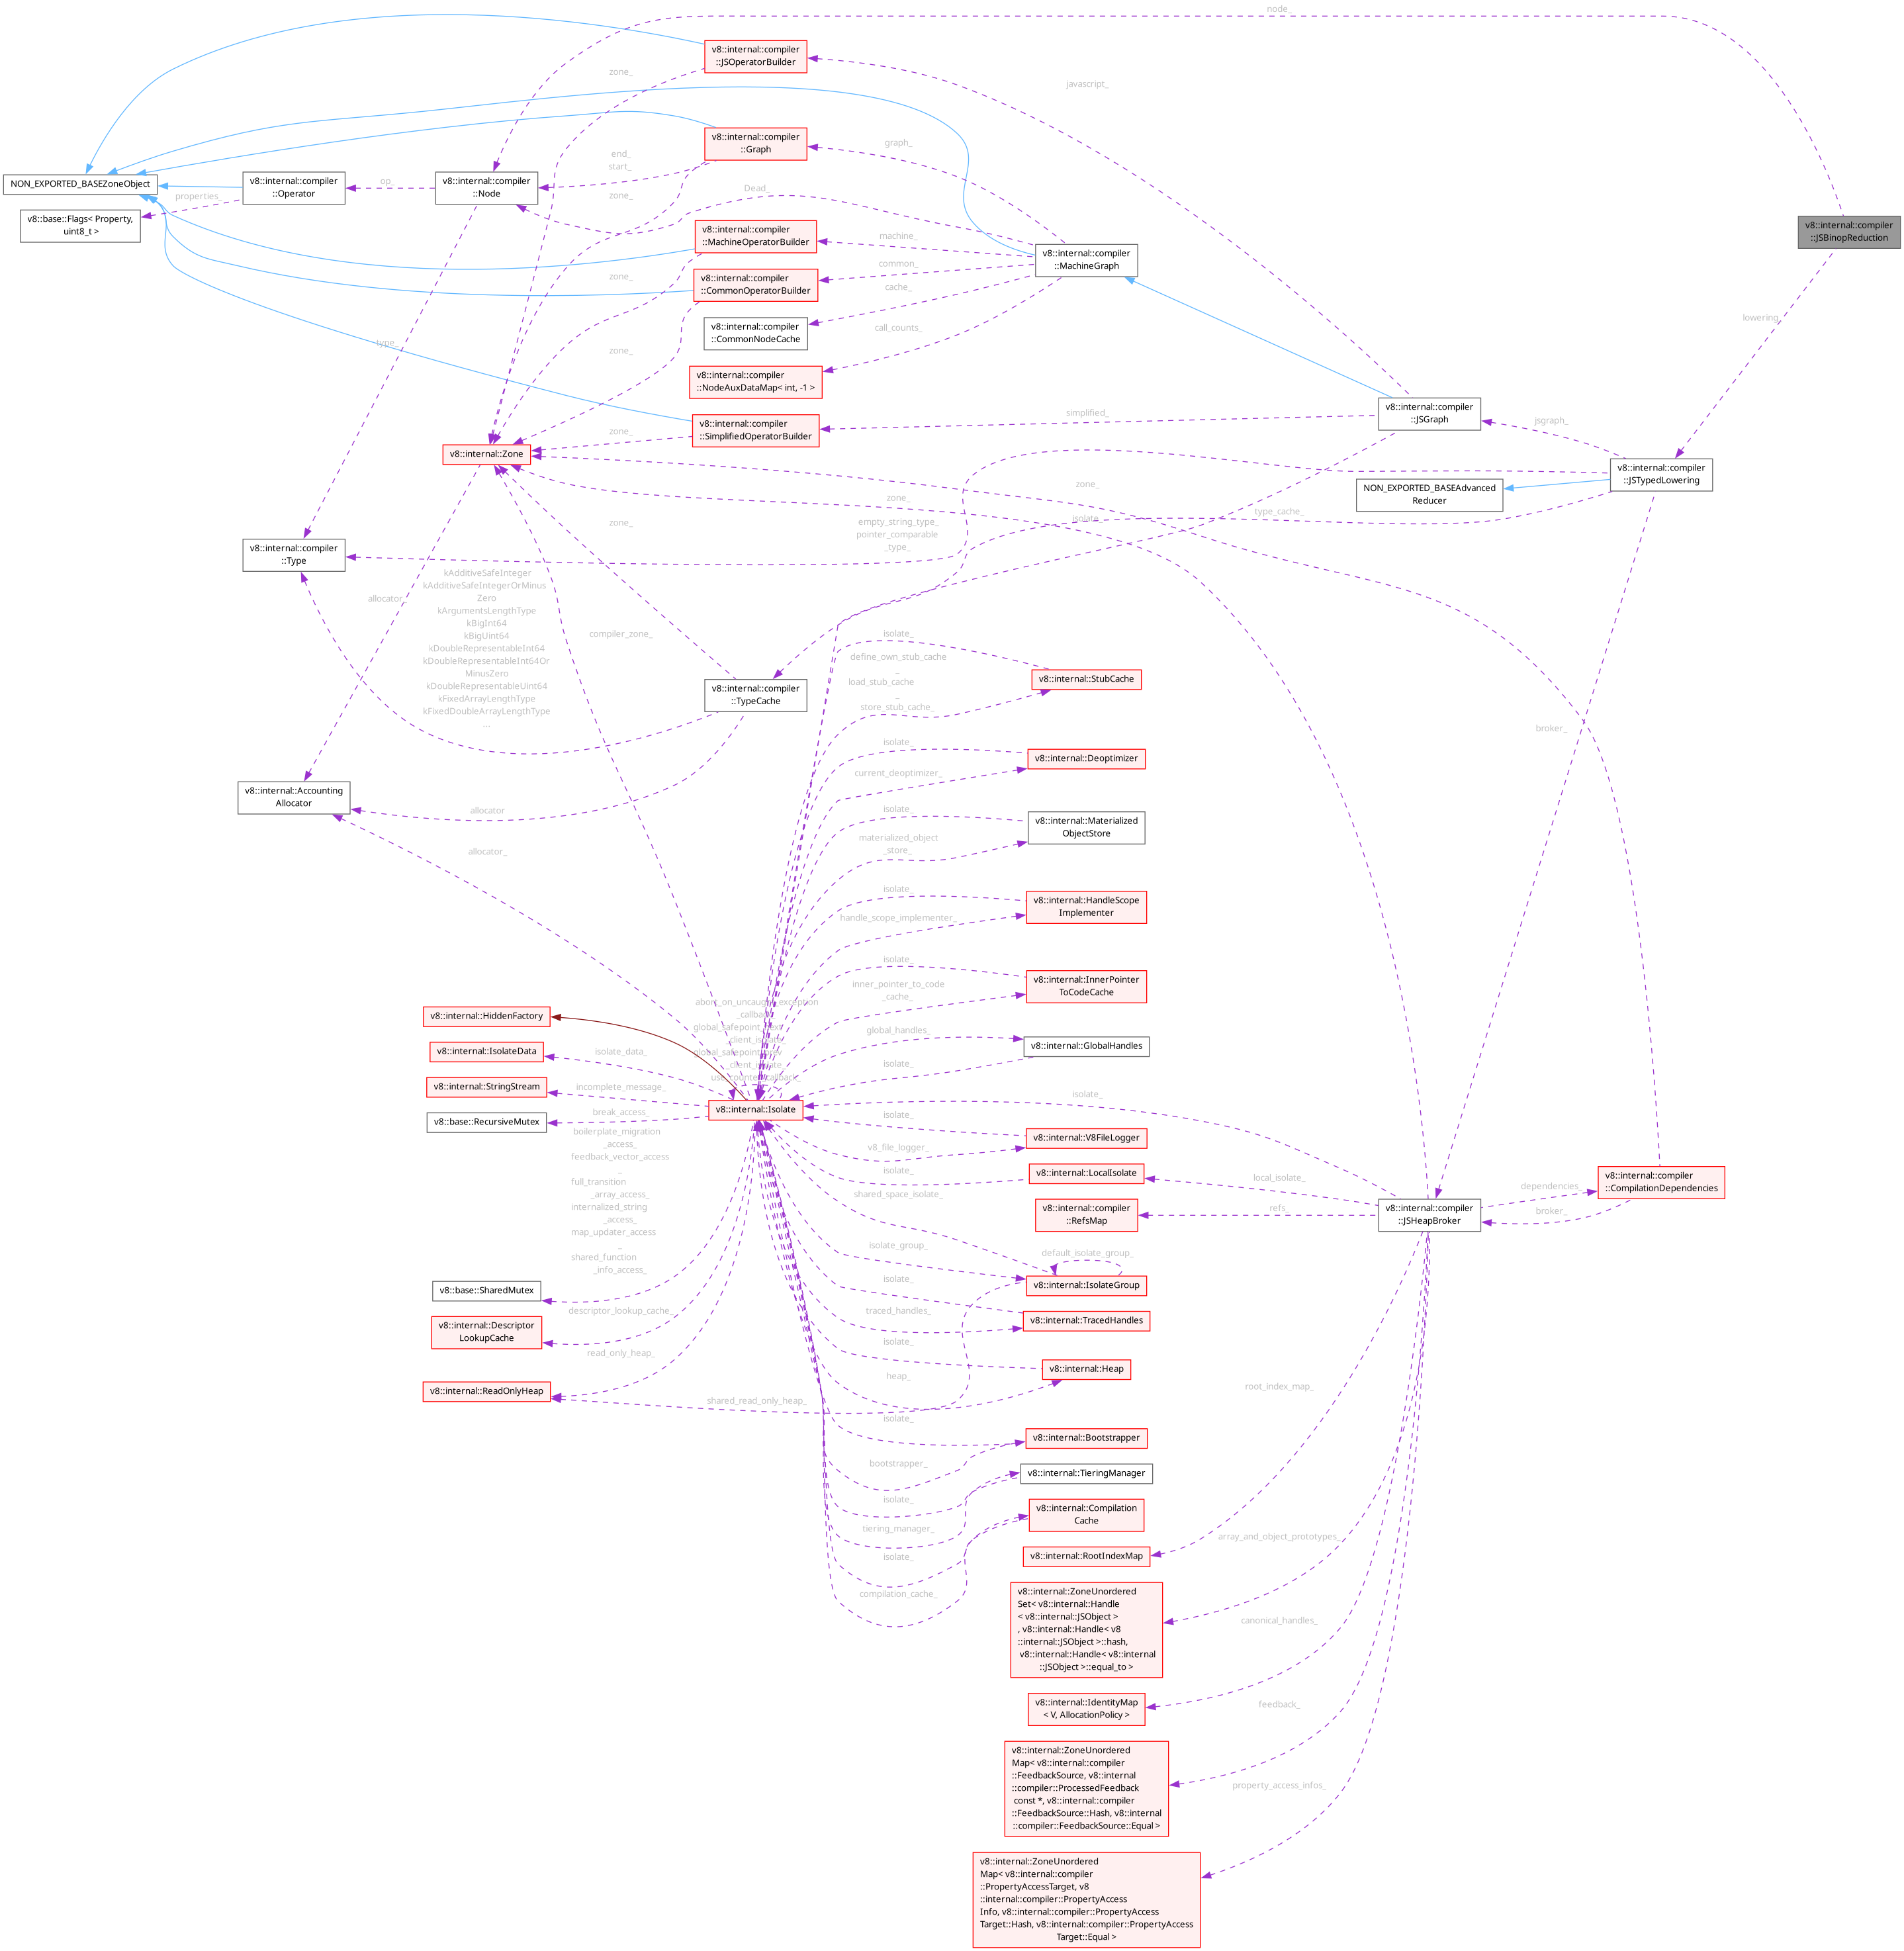 node_
v8::internal::compiler
::JSOperatorBuilder
zone_
javascript_
v8::internal::compiler
::Graph
end_
start_
graph_
NON_EXPORTED_BASEZoneObject
v8::internal::compiler
::Operator
op_
v8::internal::compiler
::Node
properties_
zone_
Dead_
v8::base::Flags< Property,
uint8_t >
v8::internal::compiler
::JSBinopReduction
v8::internal::compiler
::MachineOperatorBuilder
machine_
v8::internal::compiler
::MachineGraph
zone_
common_
v8::internal::compiler
::CommonOperatorBuilder
cache_
v8::internal::compiler
::CommonNodeCache
call_counts_
lowering_
type_
zone_
v8::internal::compiler
::NodeAuxDataMap< int, -1 >
v8::internal::compiler
::JSGraph
simplified_
jsgraph_
v8::internal::compiler
::SimplifiedOperatorBuilder
zone_
v8::internal::Zone
v8::internal::compiler
::JSTypedLowering
NON_EXPORTED_BASEAdvanced
Reducer
zone_
zone_
type_cache_
isolate_
zone_
empty_string_type_
pointer_comparable
_type_
v8::internal::compiler
::Type
allocator_
kAdditiveSafeInteger
kAdditiveSafeIntegerOrMinus
Zero
kArgumentsLengthType
kBigInt64
kBigUint64
kDoubleRepresentableInt64
kDoubleRepresentableInt64Or
MinusZero
kDoubleRepresentableUint64
kFixedArrayLengthType
kFixedDoubleArrayLengthType
...
compiler_zone_
isolate_
define_own_stub_cache
_
load_stub_cache
_
store_stub_cache_
v8::internal::StubCache
v8::internal::compiler
::TypeCache
broker_
isolate_
current_deoptimizer_
v8::internal::Deoptimizer
v8::internal::Accounting
Allocator
allocator
isolate_
materialized_object
_store_
v8::internal::Materialized
ObjectStore
allocator_
isolate_
handle_scope_implementer_
v8::internal::HandleScope
Implementer
isolate_
inner_pointer_to_code
_cache_
v8::internal::InnerPointer
ToCodeCache
abort_on_uncaught_exception
_callback_
global_safepoint_next
_client_isolate_
global_safepoint_prev
_client_isolate_
use_counter_callback_
v8::internal::HiddenFactory
v8::internal::IsolateData
isolate_data_
global_handles_
v8::internal::GlobalHandles
isolate_
v8::internal::StringStream
incomplete_message_
v8::internal::Isolate
isolate_
v8::base::RecursiveMutex
break_access_
isolate_
v8::internal::V8FileLogger
v8_file_logger_
boilerplate_migration
_access_
feedback_vector_access
_
full_transition
_array_access_
internalized_string
_access_
map_updater_access
_
shared_function
_info_access_
isolate_
v8::internal::LocalIsolate
local_isolate_
dependencies_
v8::internal::compiler
::CompilationDependencies
shared_space_isolate_
v8::internal::compiler
::RefsMap
refs_
v8::internal::compiler
::JSHeapBroker
broker_
isolate_group_
default_isolate_group_
v8::internal::IsolateGroup
v8::base::SharedMutex
isolate_
v8::internal::Descriptor
LookupCache
descriptor_lookup_cache_
traced_handles_
v8::internal::TracedHandles
read_only_heap_
isolate_
v8::internal::Heap
heap_
v8::internal::ReadOnlyHeap
shared_read_only_heap_
root_index_map_
isolate_
v8::internal::Bootstrapper
bootstrapper_
v8::internal::TieringManager
isolate_
tiering_manager_
v8::internal::Compilation
Cache
isolate_
compilation_cache_
array_and_object_prototypes_
v8::internal::RootIndexMap
v8::internal::ZoneUnordered
Set< v8::internal::Handle
< v8::internal::JSObject >
, v8::internal::Handle< v8
::internal::JSObject >::hash,
v8::internal::Handle< v8::internal
::JSObject >::equal_to >
canonical_handles_
v8::internal::IdentityMap
< V, AllocationPolicy >
feedback_
v8::internal::ZoneUnordered
Map< v8::internal::compiler
::FeedbackSource, v8::internal
::compiler::ProcessedFeedback
const *, v8::internal::compiler
::FeedbackSource::Hash, v8::internal
::compiler::FeedbackSource::Equal >
property_access_infos_
v8::internal::ZoneUnordered
Map< v8::internal::compiler
::PropertyAccessTarget, v8
::internal::compiler::PropertyAccess
Info, v8::internal::compiler::PropertyAccess
Target::Hash, v8::internal::compiler::PropertyAccess
Target::Equal >